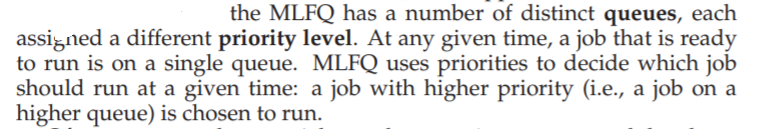 the MLFQ has a number of distinct queues, each
assigned a different priority level. At any given time, a job that is ready
to run is on a single queue. MLFQ uses priorities to decide which job
should run at a given time: a job with higher priority (i.e., a job on a
higher queue) is chosen to run.